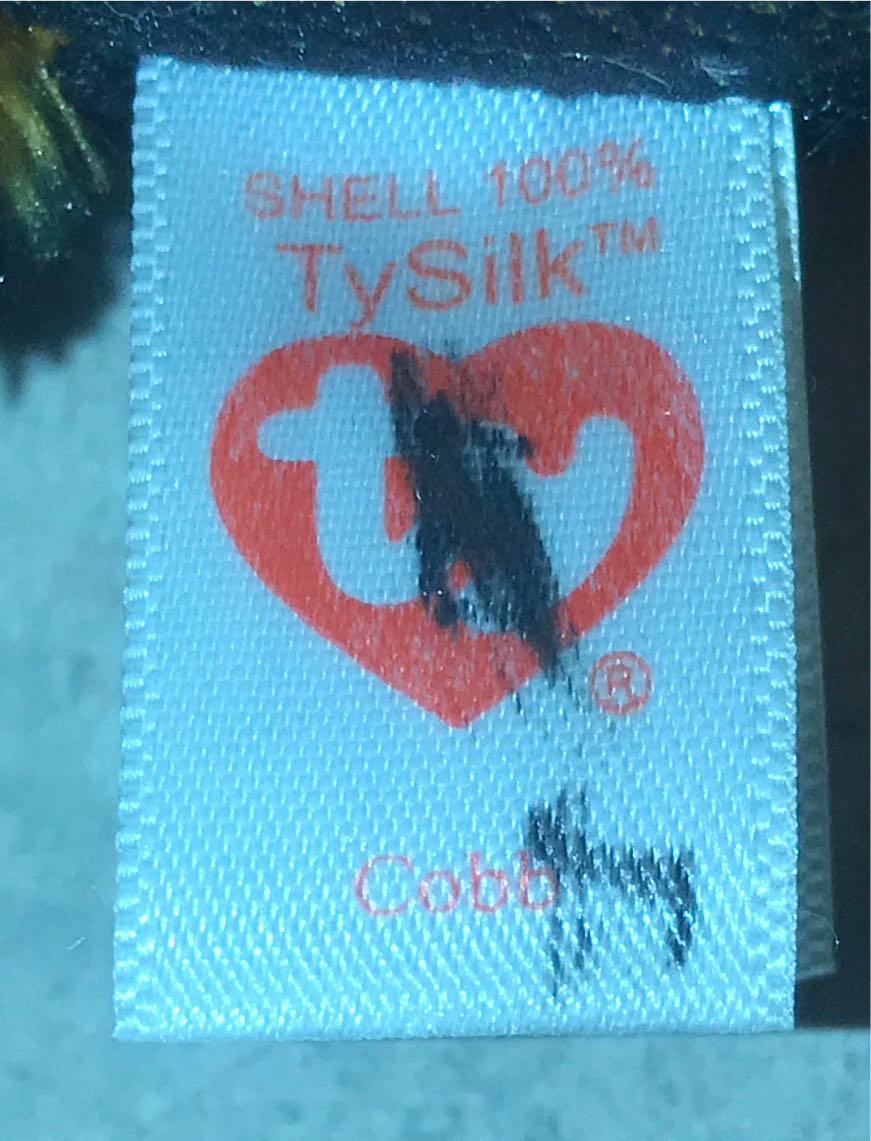 SHELL 100%
TySilk™
ty
®
Cobb